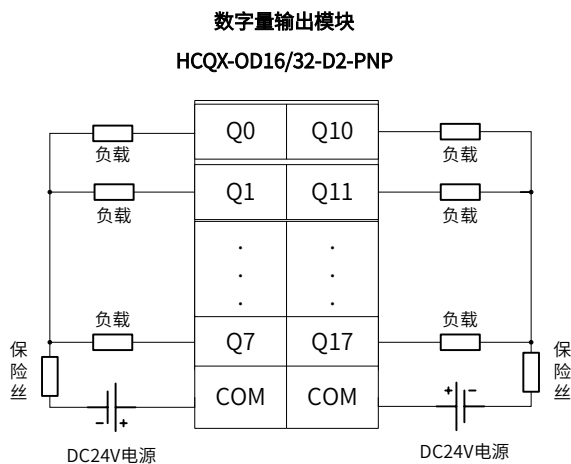 数字量输出模块
HCQX-OD16/32-D2-PNP
Q0 Q10
负载 负载
Q1 Q11
负载 负载
. .
. .
. .
负载 负载
Q7 Q17
保险丝 保险丝
COM COM
- + + -
DC24V电源 DC24V电源